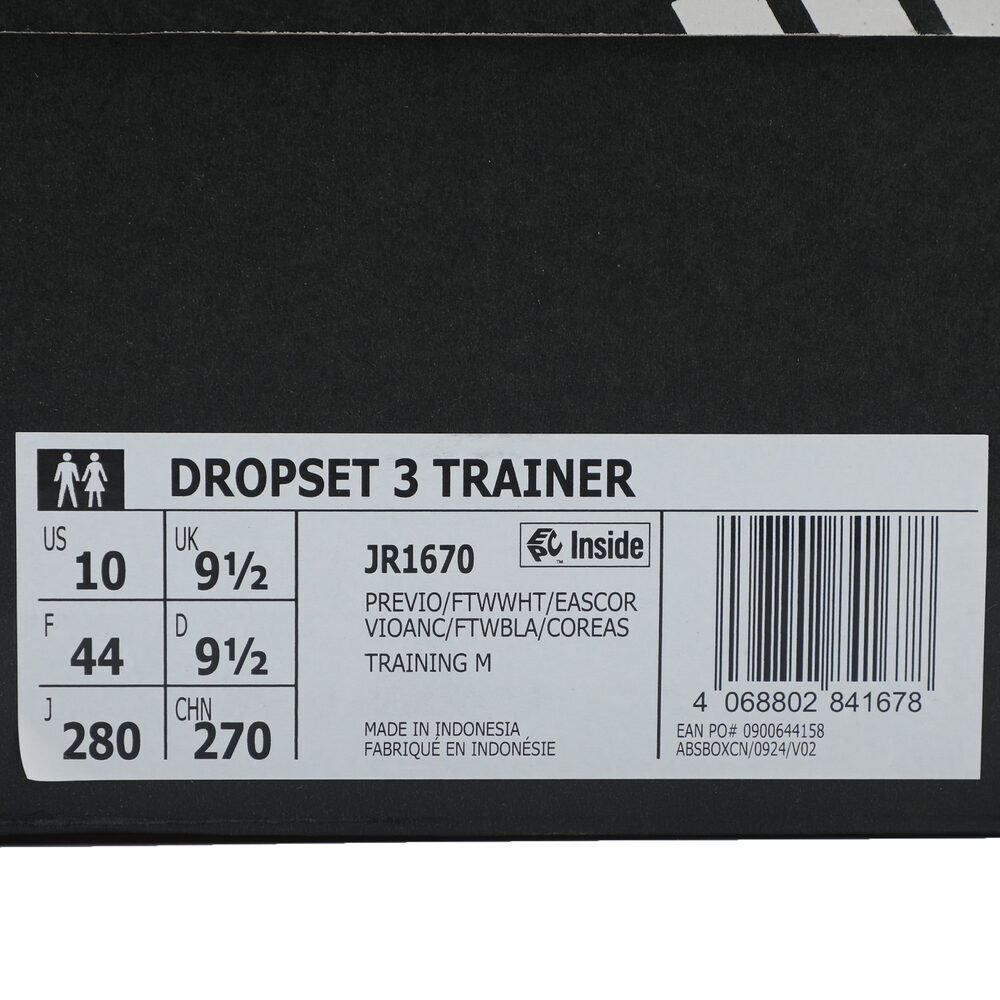 DROPSET 3 TRAINER
US 10
UK 9½
F 44
D 9½
J 280
CHN 270
JR1670
EPC Inside
™
PREVIO/FTWWHT/EASCOR
VIOANC/FTWBLA/COREAS
TRAINING M
MADE IN INDONESIA
FABRIQUÉ EN INDONÉSIE
4 068802 841678
EAN PO# 0900644158
ABSBOXCN/0924/V02